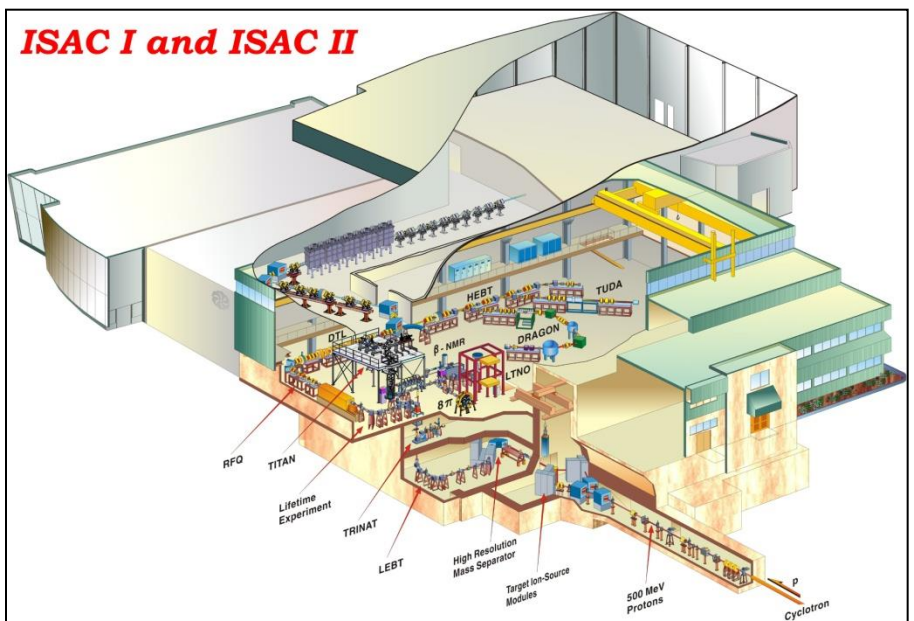 ISAC I and ISAC II
HEBT
TUDA
DTL
β - NMR
DRAGON
LTNO
8π
RFQ
TITAN
Lifetime
Experiment
TRINAT
LEBT
High Resolution
Mass Separator
Target Ion-Source
Modules
500 MeV
Protons
P
Cyclotron